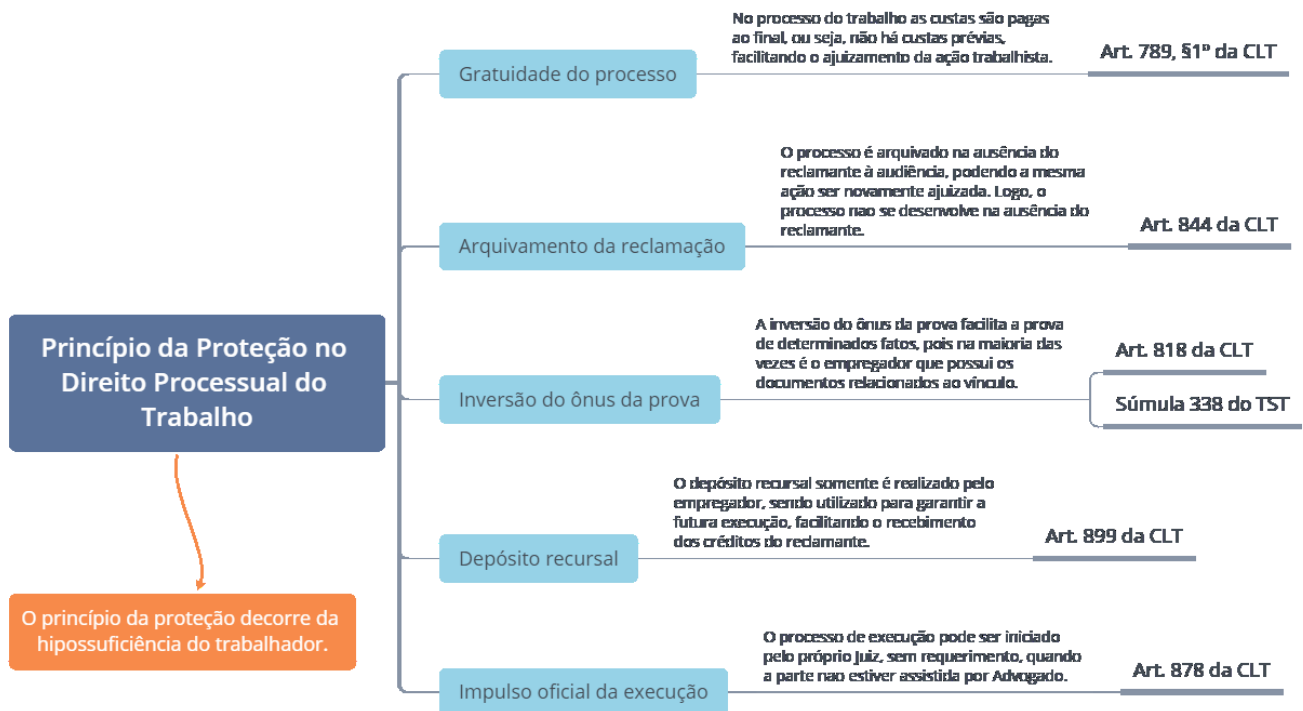 No processo do trabalho as custas são pagas
ao final, ou seja, não há custas prévias,
facilitando o ajuizamento da ação trabalhista.
Art. 789, §1º da CLT
Gratuidade do processo
O processo é arquivado na ausência do
reclamante à audiência, podendo a mesma
ação ser novamente ajuizada. Logo, o
processo nao se desenvolve na ausência do
reclamante.
Art. 844 da CLT
Arquivamento da reclamação
Princípio da Proteção no
Direito Processual do
Trabalho
A inversão do ônus da prova facilita a prova
de determinados fatos, pois na maioria das
vezes é o empregador que possui os
documentos relacionados ao vínculo.
Art. 818 da CLT
Súmula 338 do TST
Inversão do ônus da prova
O depósito recursal somente é realizado pelo
empregador, sendo utilizado para garantir a
futura execução, facilitando o recebimento
dos créditos do reclamante.
Art. 899 da CLT
Depósito recursal
O princípio da proteção decorre da
hipossuficiência do trabalhador.
O processo de execução pode ser iniciado
pelo próprio Juiz, sem requerimento, quando
a parte nao estiver assistida por Advogado.
Art. 878 da CLT
Impulso oficial da execução